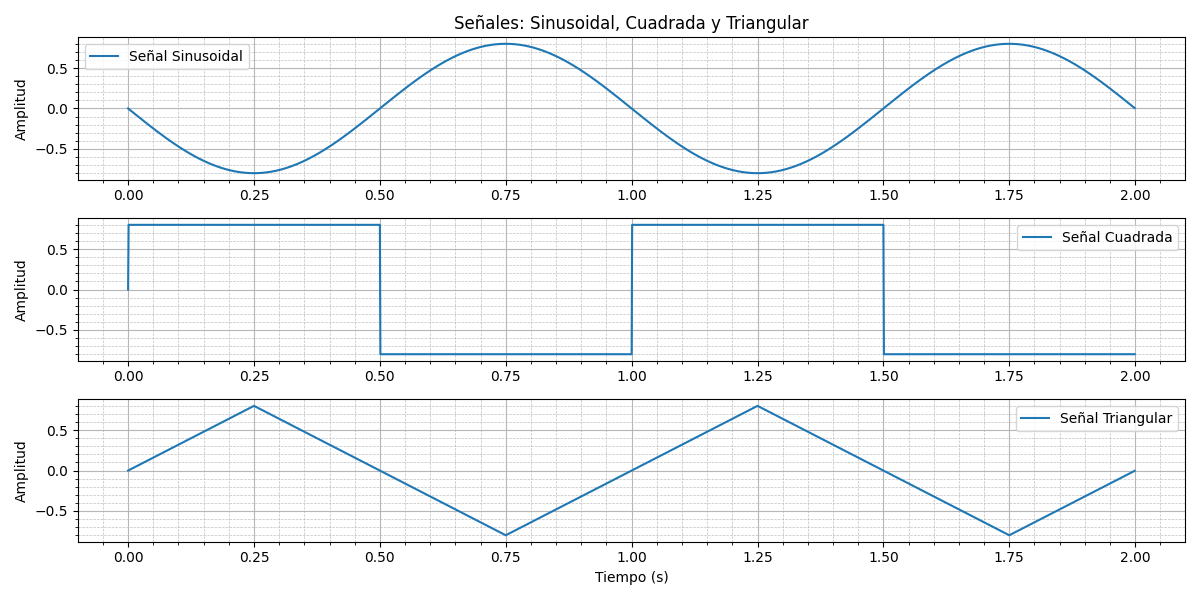 Señales: Sinusoidal, Cuadrada y Triangular
Señal Sinusoidal
Amplitud
0.5
0.0
−0.5
0.00 0.25 0.50 0.75 1.00 1.25 1.50 1.75 2.00
Señal Cuadrada
Amplitud
0.5
0.0
−0.5
0.00 0.25 0.50 0.75 1.00 1.25 1.50 1.75 2.00
Señal Triangular
Amplitud
0.5
0.0
−0.5
0.00 0.25 0.50 0.75 1.00 1.25 1.50 1.75 2.00
Tiempo (s)